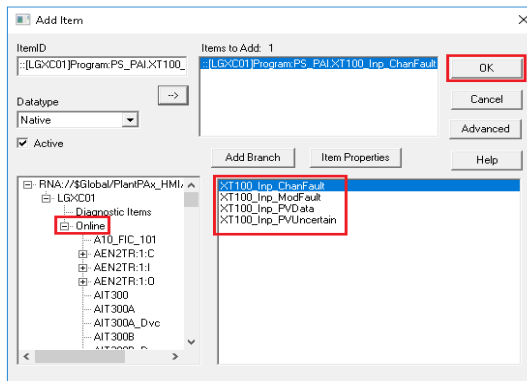 Add Item
ItemID
::[LGXC01]Program:PS_PAI.XT100_
Items to Add: 1
::[LGXC01]Program:PS_PAI.XT100_Inp_ChanFault
OK
Datatype
-->
Native
Cancel
Active
Advanced
Add Branch
Item Properties
Help
RNA://$Global/PlantPAx_HMI
LGXC01
Diagnostic Items
Online
A10_FIC_101
AEN2TR:1:C
AEN2TR:1:I
AEN2TR:1:O
AIT300
AIT300A
AIT300A_Dvc
AIT300B
XT100_Inp_ChanFault
XT100_Inp_ModFault
XT100_Inp_PVData
XT100_Inp_PVUncertain